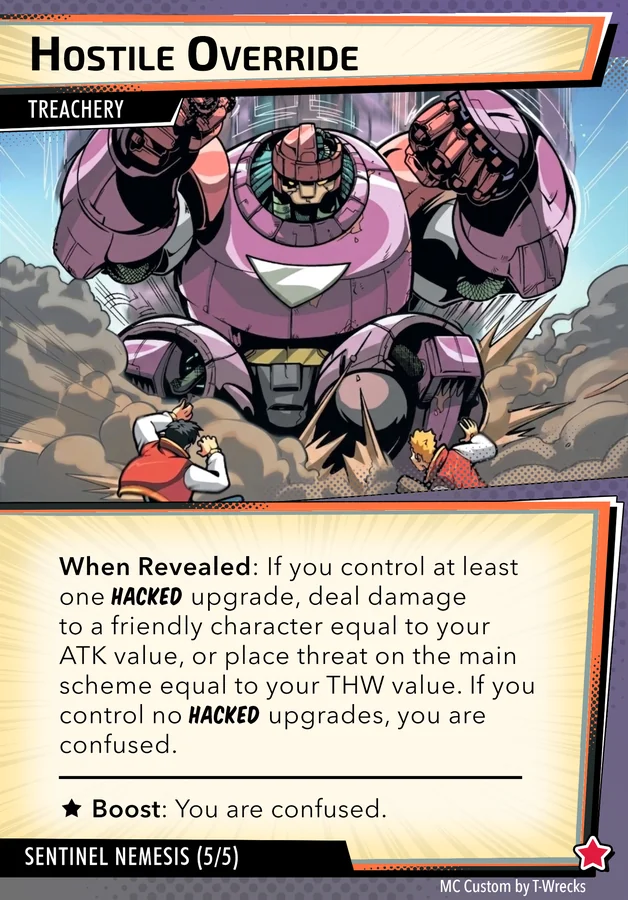 Hostile Override
TREACHERY
When Revealed: If you control at least
one HACKED upgrade, deal damage
to a friendly character equal to your
ATK value, or place threat on the main
scheme equal to your THW value. If you
control no HACKED upgrades, you are
confused.
★ Boost: You are confused.
SENTINEL NEMESIS (5/5)
MC Custom by T-Wrecks